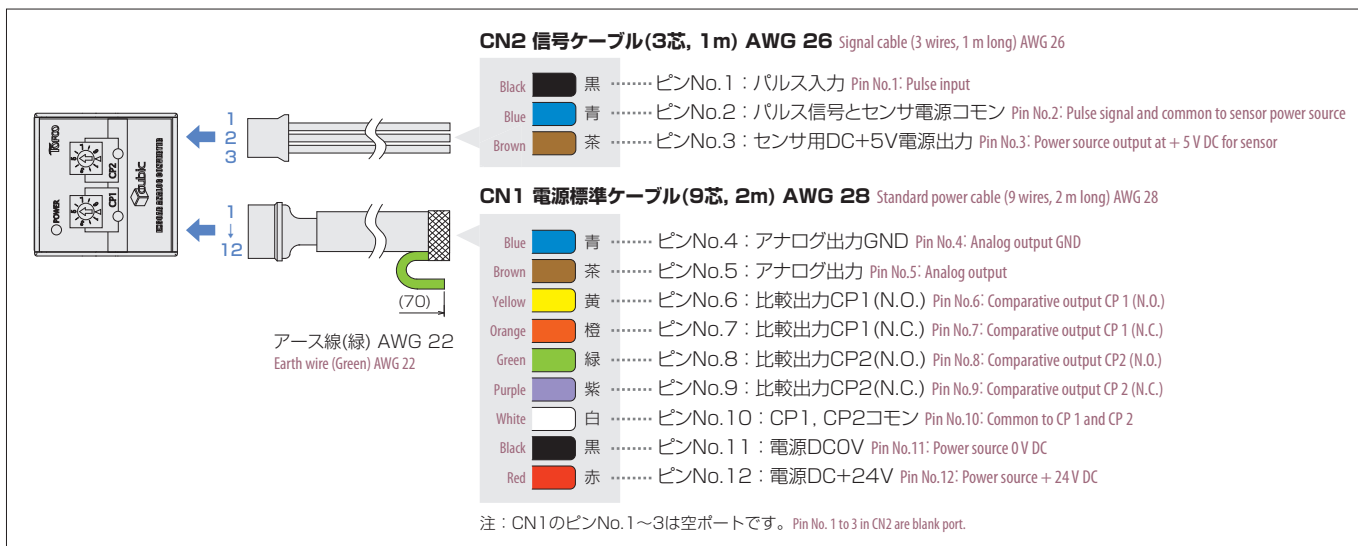 CN2 信号ケーブル(3芯, 1m) AWG 26 Signal cable (3 wires, 1 m long) AWG 26
Black 黒 ········ ピンNo.1：パルス入力 Pin No.1: Pulse input
Blue 青 ········ ピンNo.2：パルス信号とセンサ電源コモン Pin No.2: Pulse signal and common to sensor power source
Brown 茶 ········ ピンNo.3：センサ用DC+5V電源出力 Pin No.3: Power source output at + 5 V DC for sensor
1
2
3
TOFCO
CP2
CP1
POWER
cubic
CN1 電源標準ケーブル(9芯, 2m) AWG 28 Standard power cable (9 wires, 2 m long) AWG 28
1
↓
12
Blue 青 ········ ピンNo.4：アナログ出力GND Pin No.4: Analog output GND
Brown 茶 ········ ピンNo.5：アナログ出力 Pin No.5: Analog output
Yellow 黄 ········ ピンNo.6：比較出力CP1(N.O.) Pin No.6: Comparative output CP 1 (N.O.)
Orange 橙 ········ ピンNo.7：比較出力CP1(N.C.) Pin No.7: Comparative output CP 1 (N.C.)
Green 緑 ········ ピンNo.8：比較出力CP2(N.O.) Pin No.8: Comparative output CP2 (N.O.)
Purple 紫 ········ ピンNo.9：比較出力CP2(N.C.) Pin No.9: Comparative output CP 2 (N.C.)
White 白 ········ ピンNo.10：CP1, CP2コモン Pin No.10: Common to CP 1 and CP 2
Black 黒 ········ ピンNo.11：電源DC0V Pin No.11: Power source 0 V DC
Red 赤 ········ ピンNo.12：電源DC+24V Pin No.12: Power source + 24 V DC
(70)
アース線(緑) AWG 22
Earth wire (Green) AWG 22
注：CN1のピンNo.1〜3は空ポートです。 Pin No. 1 to 3 in CN2 are blank port.